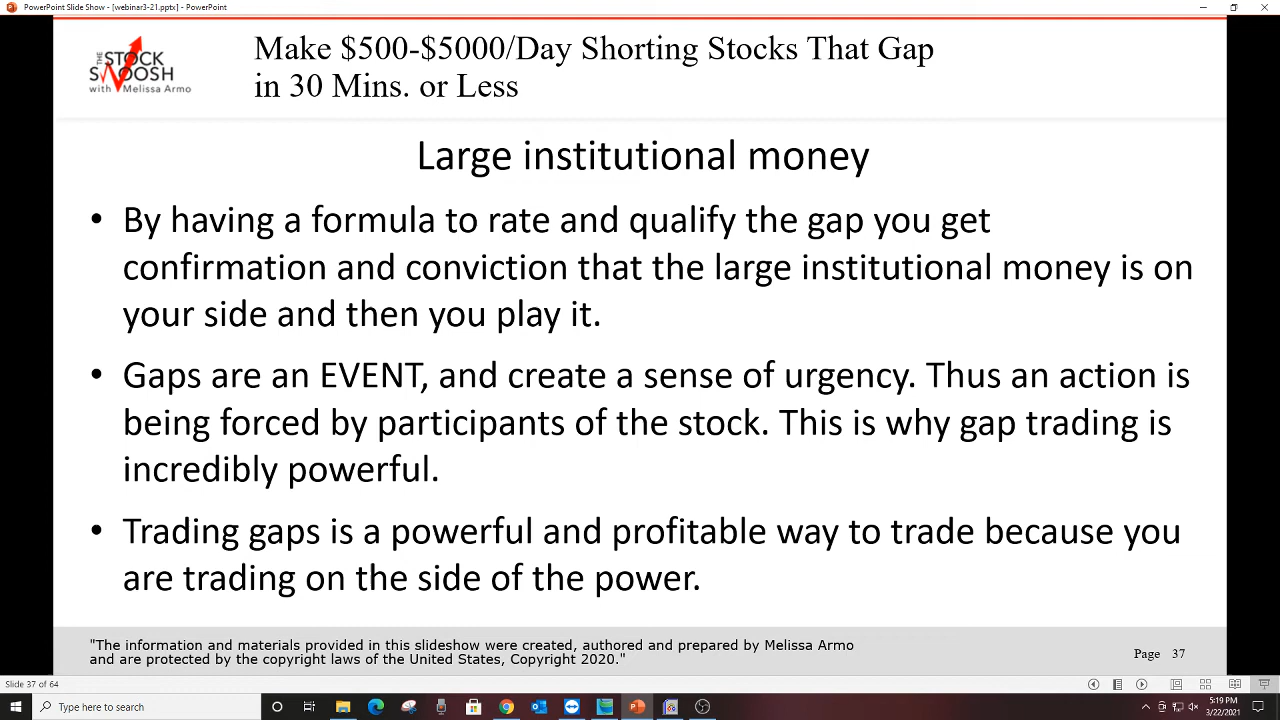 PowerPoint Slide Show - [webinar3-21.pptx] - PowerPoint
THE
STOCK
SWOOSH
with Melissa Armo
Make $500-$5000/Day Shorting Stocks That Gap
in 30 Mins. or Less
Large institutional money
• By having a formula to rate and qualify the gap you get
confirmation and conviction that the large institutional money is on
your side and then you play it.
• Gaps are an EVENT, and create a sense of urgency. Thus an action is
being forced by participants of the stock. This is why gap trading is
incredibly powerful.
• Trading gaps is a powerful and profitable way to trade because you
are trading on the side of the power.
"The information and materials provided in this slideshow were created, authored and prepared by Melissa Armo
and are protected by the copyright laws of the United States, Copyright 2020."
Page 37
Slide 37 of 64
Type here to search
5:19 PM
3/22/2021